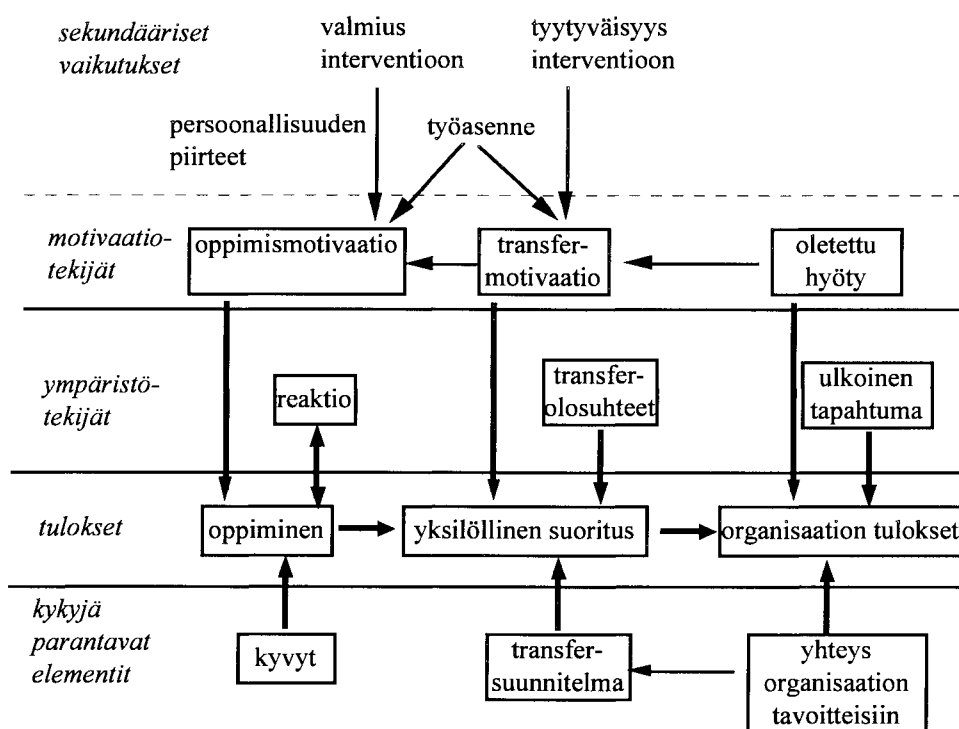 sekundääriset
vaikutukset
valmius
interventioon
tyytyväisyys
interventioon
persoonallisuuden
piirteet
työasenne
motivaatio-
tekijät
oppimismotivaatio
transfer-
motivaatio
oletettu
hyöty
ympäristö-
tekijät
reaktio
transfer-
olosuhteet
ulkoinen
tapahtuma
tulokset
oppiminen
yksilöllinen suoritus
organisaation tulokset
kykyjä
parantavat
elementit
kyvyt
transfer-
suunnitelma
yhteys
organisaation
tavoitteisiin